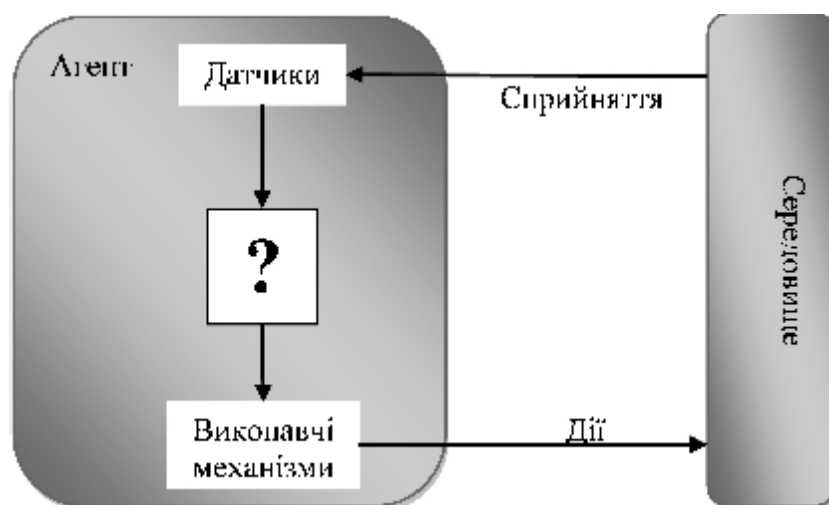 Агент
Датчики
Сприйняття
Середовище
?
Виконавчі
механізми
Дії